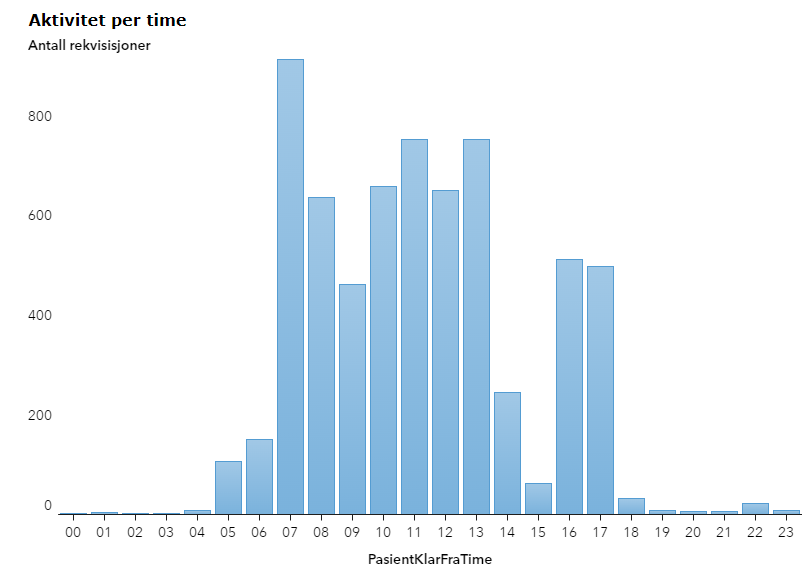 Aktivitet per time
Antall rekvisisjoner
800
600
400
200
0
00 01 02 03 04 05 06 07 08 09 10 11 12 13 14 15 16 17 18 19 20 21 22 23
PasientKlarFraTime